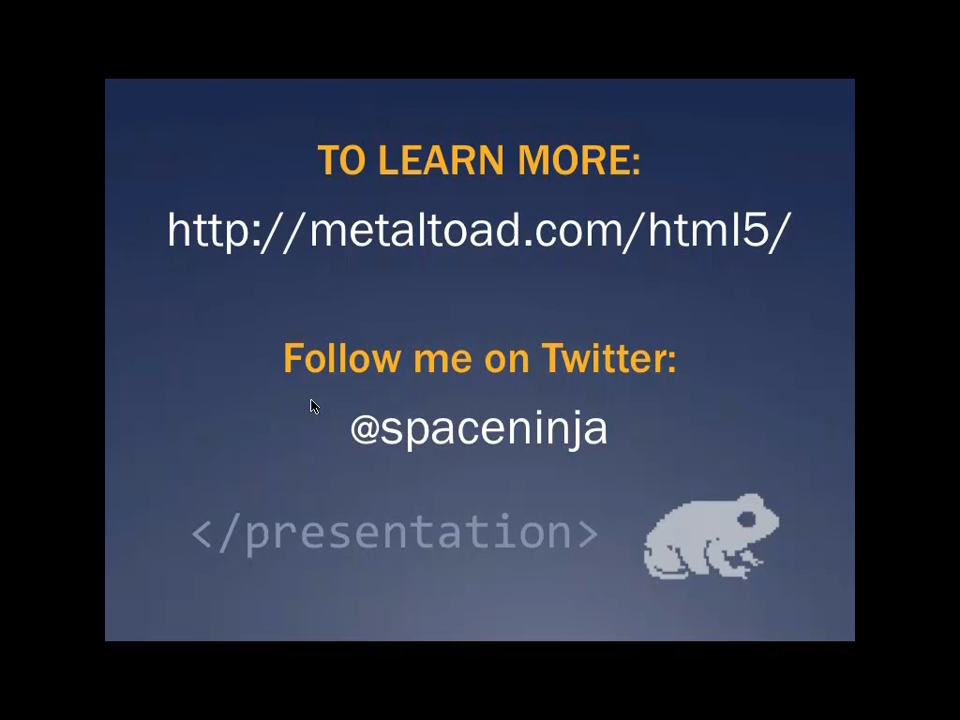 TO LEARN MORE:
http://metaltoad.com/html5/
Follow me on Twitter:
@spaceninja
</presentation>